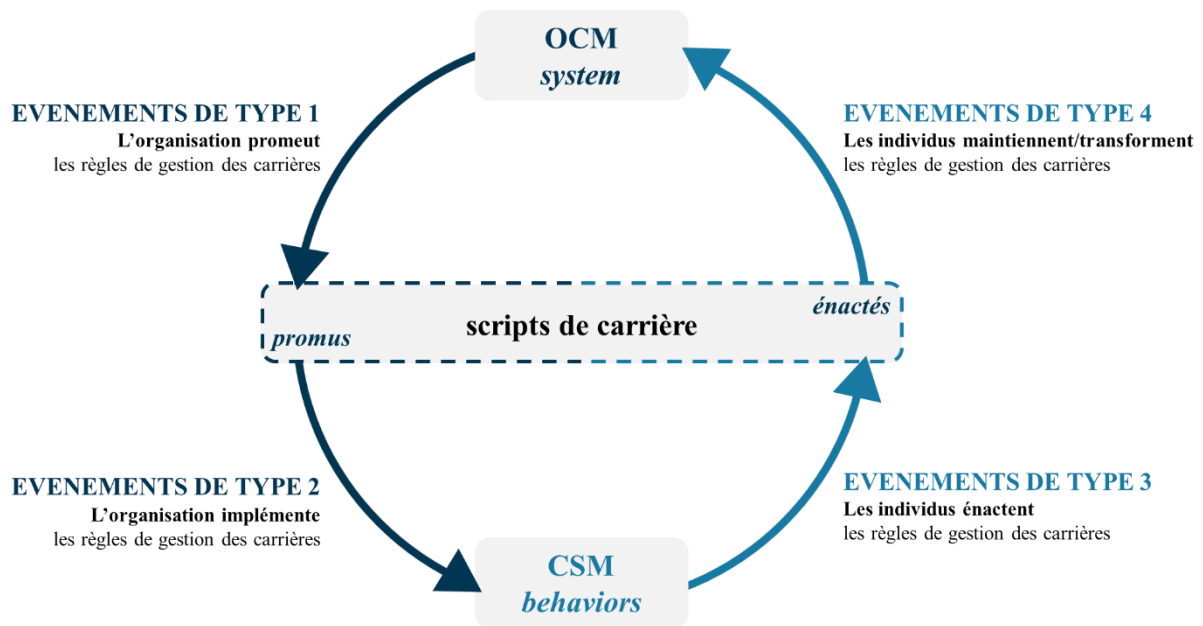 OCM
system
EVENEMENTS DE TYPE 1
L’organisation promeut
les règles de gestion des carrières
EVENEMENTS DE TYPE 4
Les individus maintiennent/transforment
les règles de gestion des carrières
promus
scripts de carrière
énactés
EVENEMENTS DE TYPE 2
L’organisation implémente
les règles de gestion des carrières
EVENEMENTS DE TYPE 3
Les individus énactent
les règles de gestion des carrières
CSM
behaviors